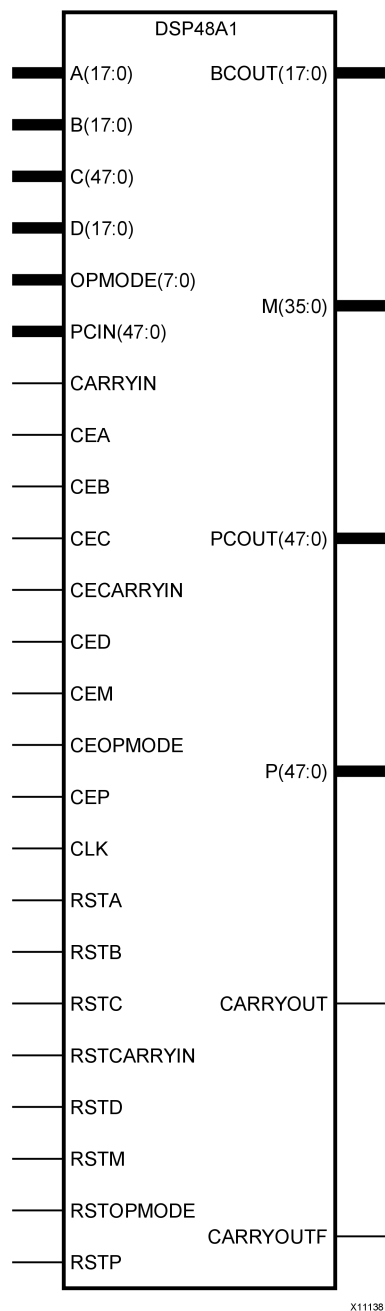 DSP48A1
A(17:0)
BCOUT(17:0)
B(17:0)
C(47:0)
D(17:0)
OPMODE(7:0)
M(35:0)
PCIN(47:0)
CARRYIN
CEA
CEB
CEC
PCOUT(47:0)
CECARRYIN
CED
CEM
CEOPMODE
P(47:0)
CEP
CLK
RSTA
RSTB
RSTC
CARRYOUT
RSTCARRYIN
RSTD
RSTM
RSTOPMODE
CARRYOUTF
RSTP
X11138